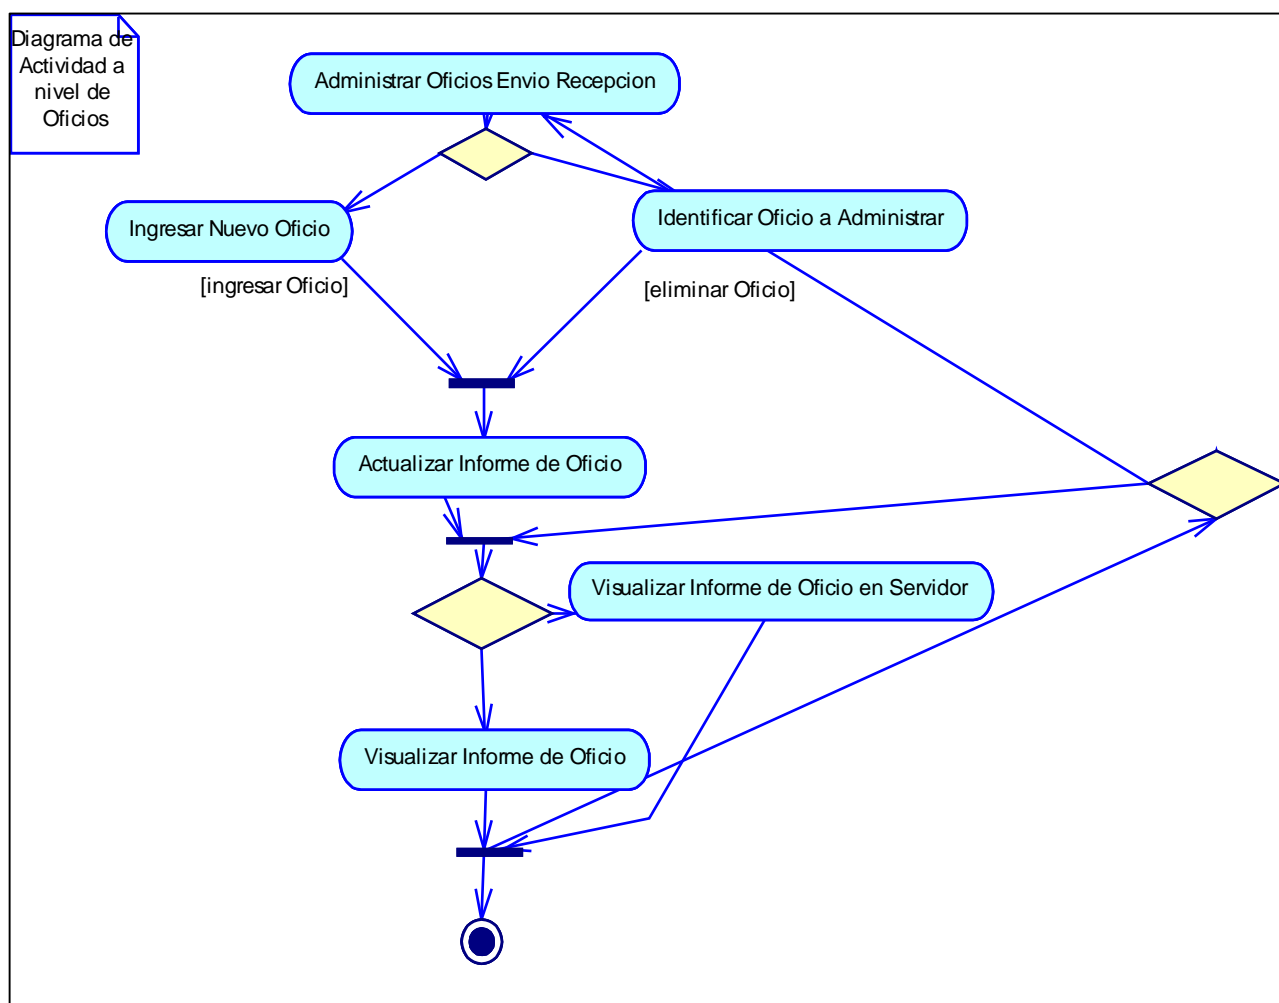 Diagrama de
Actividad a
nivel de
Oficios
Administrar Oficios Envio Recepcion
Ingresar Nuevo Oficio
Identificar Oficio a Administrar
[ingresar Oficio]
[eliminar Oficio]
Actualizar Informe de Oficio
Visualizar Informe de Oficio en Servidor
Visualizar Informe de Oficio